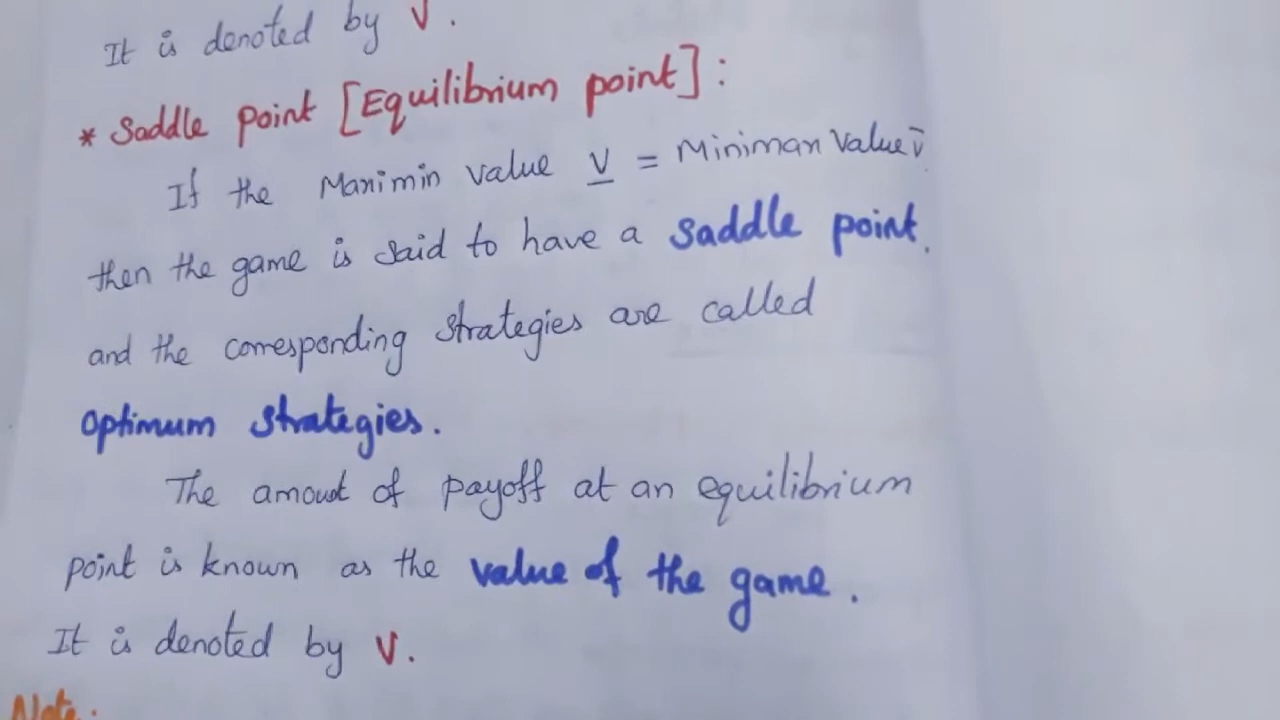 It is denoted by V.
* Saddle point [Equilibrium point]:
If the Maximin value V̲ = Minimax Value v̄
then the game is said to have a saddle point.
and the corresponding strategies are called
optimum strategies.
The amout of payoff at an equilibrium
point is known as the value of the game.
It is denoted by V.
Note: